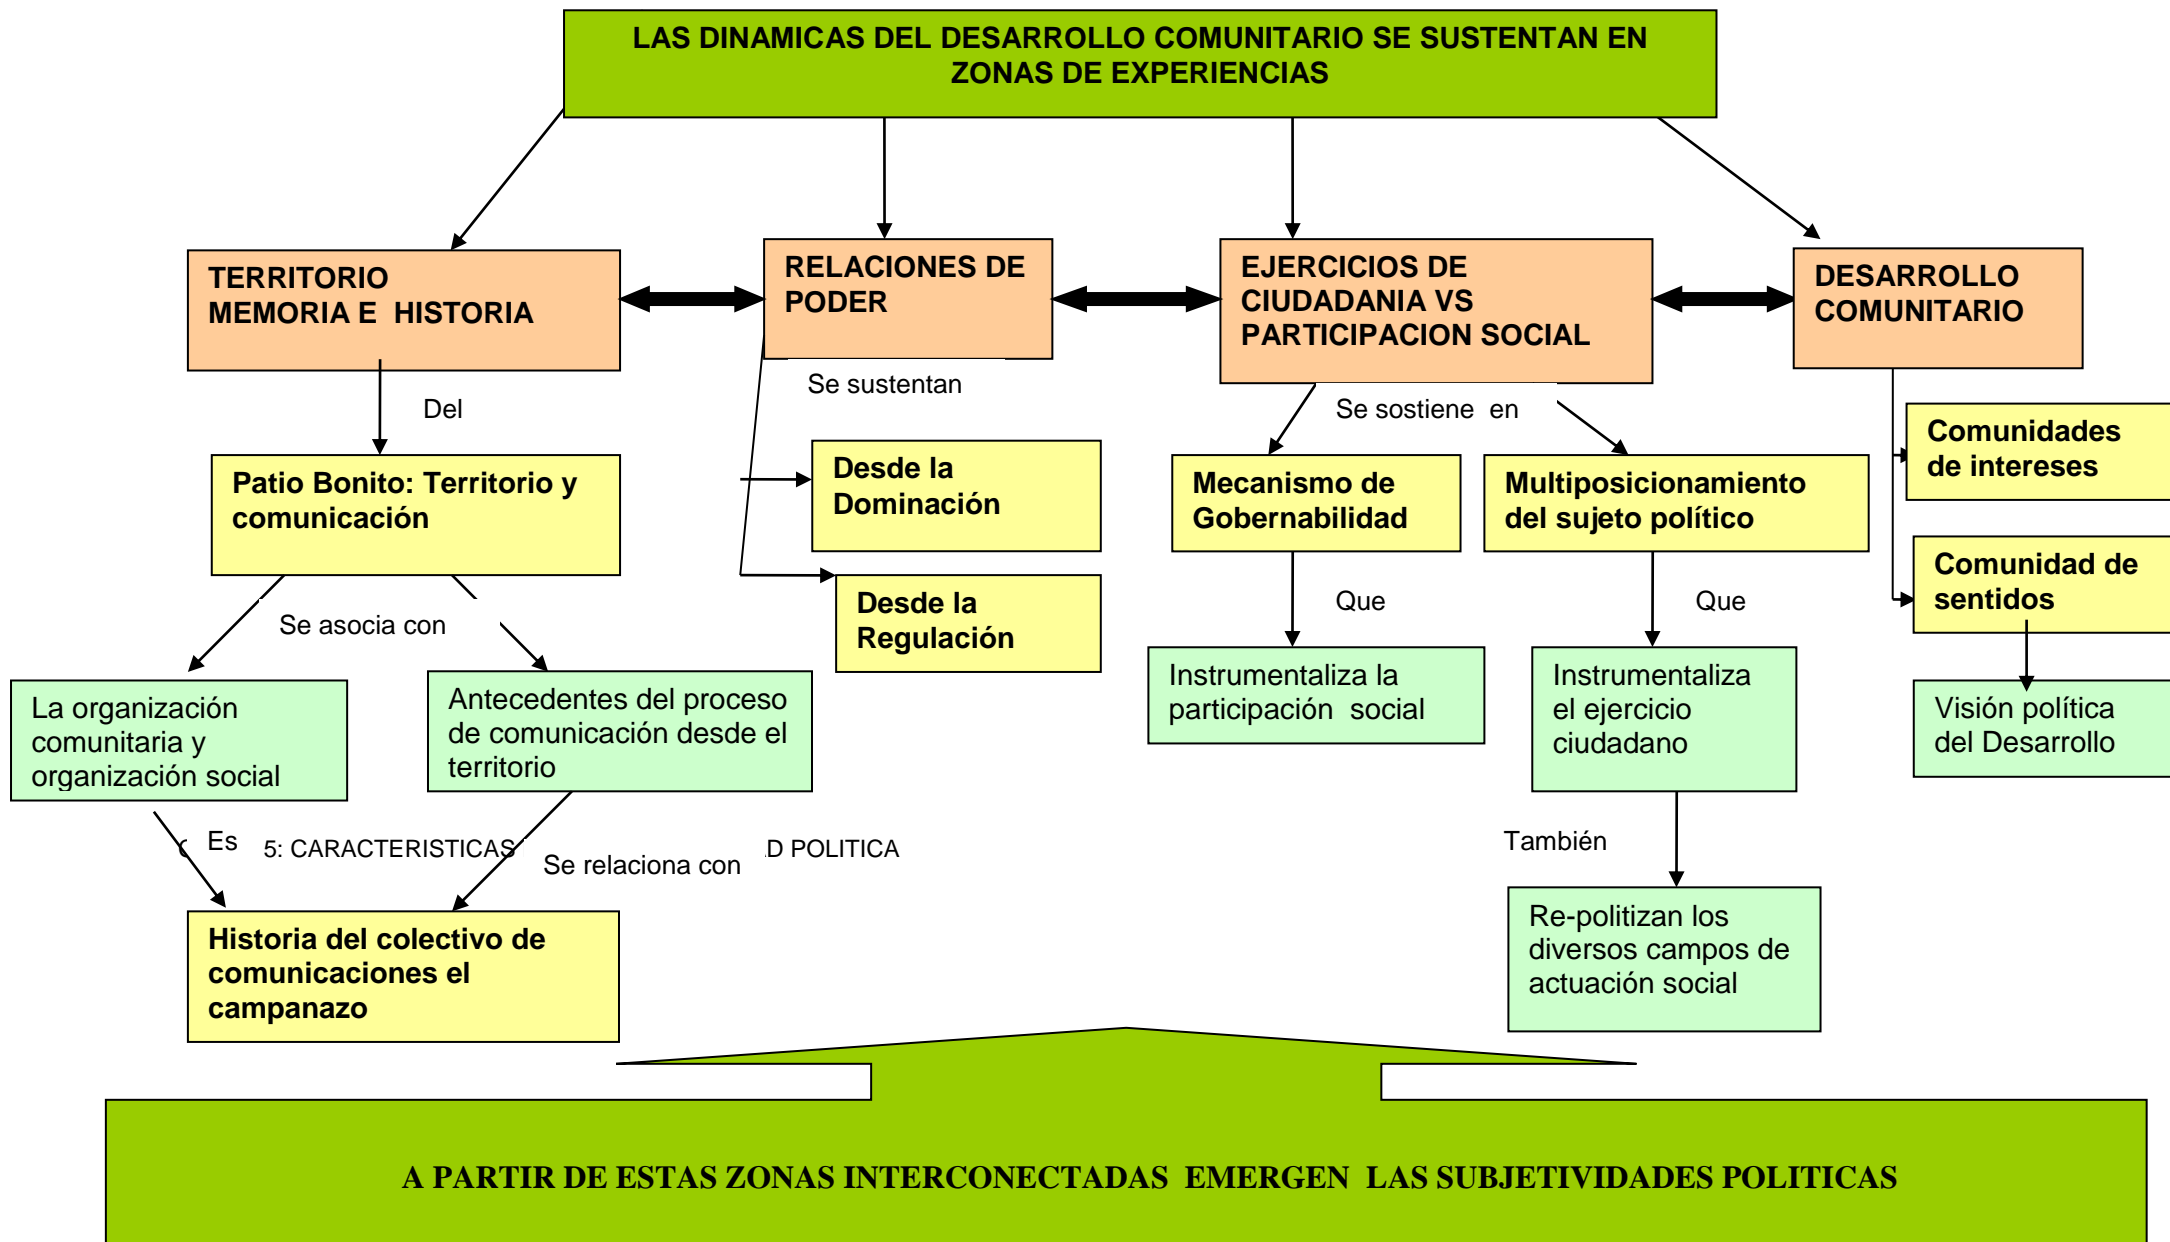 LAS DINAMICAS DEL DESARROLLO COMUNITARIO SE SUSTENTAN EN
ZONAS DE EXPERIENCIAS
TERRITORIO
MEMORIA E HISTORIA
RELACIONES DE
PODER
EJERCICIOS DE
CIUDADANIA VS
PARTICIPACION SOCIAL
DESARROLLO
COMUNITARIO
Del
Se sustentan
Se sostiene en
Patio Bonito: Territorio y
comunicación
Desde la
Dominación
Desde la
Regulación
Mecanismo de
Gobernabilidad
Multiposicionamiento
del sujeto político
Comunidades
de intereses
Comunidad de
sentidos
Se asocia con
Que
Que
La organización
comunitaria y
organización social
Antecedentes del proceso
de comunicación desde el
territorio
Instrumentaliza la
participación social
Instrumentaliza
el ejercicio
ciudadano
Visión política
del Desarrollo
Es
5: CARACTERISTICAS
D POLITICA
Se relaciona con
También
Historia del colectivo de
comunicaciones el
campanazo
Re-politizan los
diversos campos de
actuación social
A PARTIR DE ESTAS ZONAS INTERCONECTADAS EMERGEN LAS SUBJETIVIDADES POLITICAS